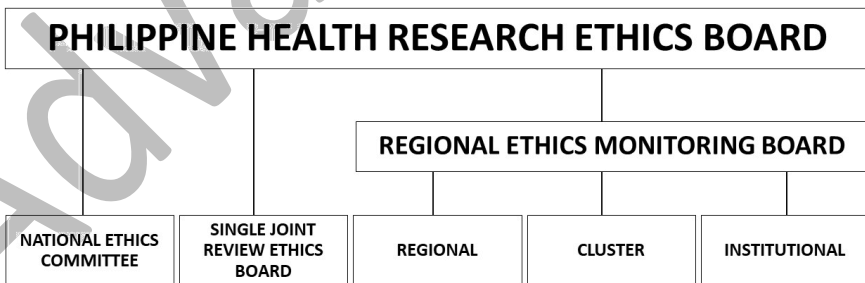 PHILIPPINE HEALTH RESEARCH ETHICS BOARD
REGIONAL ETHICS MONITORING BOARD
NATIONAL ETHICS
COMMITTEE
SINGLE JOINT
REVIEW ETHICS
BOARD
REGIONAL
CLUSTER
INSTITUTIONAL